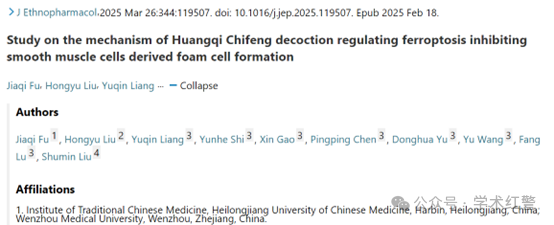 > J Ethnopharmacol. 2025 Mar 26:344:119507. doi: 10.1016/j.jep.2025.119507. Epub 2025 Feb 18.
Study on the mechanism of Huangqi Chifeng decoction regulating ferroptosis inhibiting
smooth muscle cells derived foam cell formation
Jiaqi Fu, Hongyu Liu, Yuqin Liang ... − Collapse
Authors
Jiaqi Fu 1, Hongyu Liu 2, Yuqin Liang 3, Yunhe Shi 3, Xin Gao 3, Pingping Chen 3, Donghua Yu 3, Yu Wang 3, Fang
Lu 3, Shumin Liu 4
Affiliations
1. Institute of Traditional Chinese Medicine, Heilongjiang University of Chinese Medicine, Harbin, Heilongjiang, China;
Wenzhou Medical University, Wenzhou, Zhejiang, China.
公众号 · 学术红警